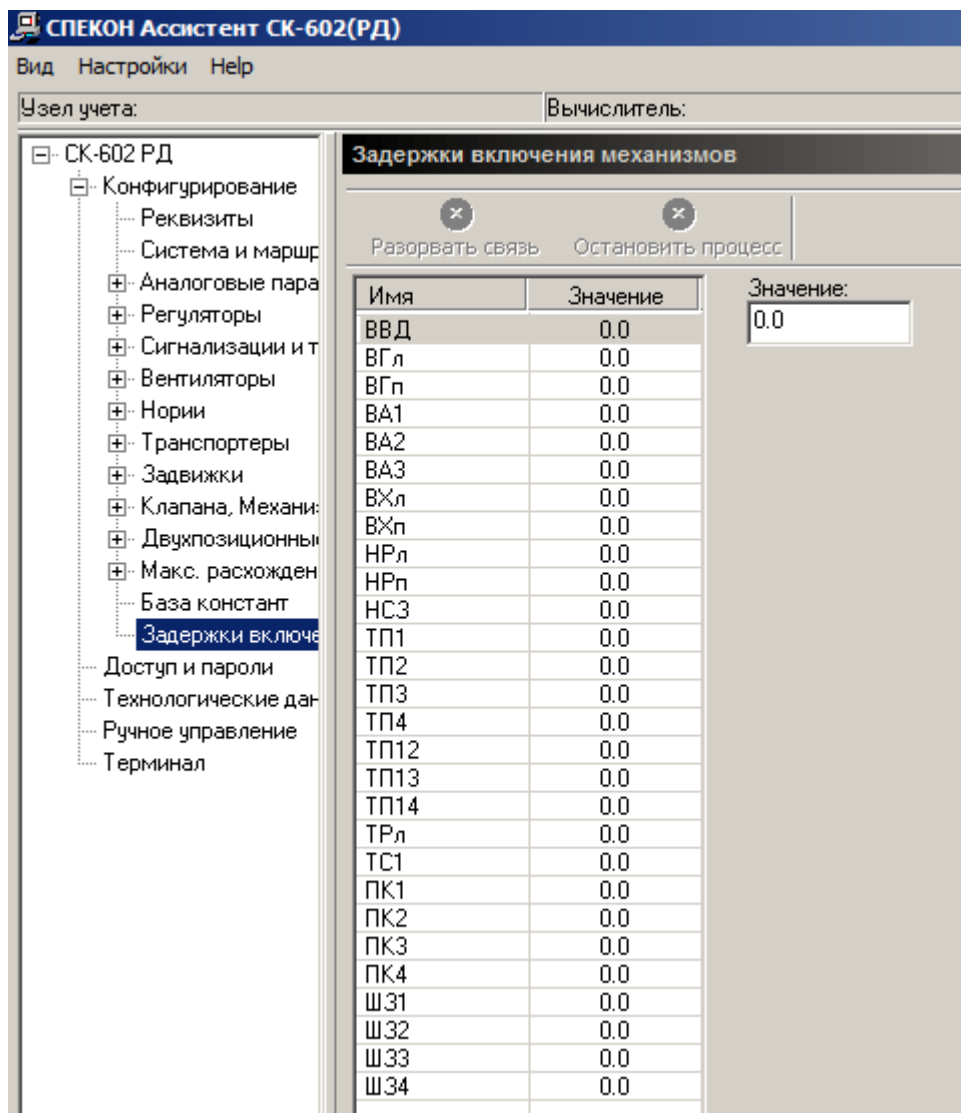 СПЕКОН Ассистент СК-602(РД)
Вид Настройки Help
Узел учета: Вычислитель:
СК-602 РД
Конфигурирование
Реквизиты
Система и маршр
Аналоговые пара
Регуляторы
Сигнализации и т
Вентиляторы
Нории
Транспортеры
Задвижки
Клапана, Механи
Двухпозиционны
Макс. расхожден
База констант
Задержки включе
Доступ и пароли
Технологические дан
Ручное управление
Терминал
Задержки включения механизмов
Разорвать связь Остановить процесс
Имя Значение
ВВД 0.0
ВГл 0.0
ВГп 0.0
ВА1 0.0
ВА2 0.0
ВА3 0.0
ВХл 0.0
ВХп 0.0
НРл 0.0
НРп 0.0
НСЗ 0.0
ТП1 0.0
ТП2 0.0
ТП3 0.0
ТП4 0.0
ТП12 0.0
ТП13 0.0
ТП14 0.0
ТРл 0.0
ТС1 0.0
ПК1 0.0
ПК2 0.0
ПК3 0.0
ПК4 0.0
ШЗ1 0.0
ШЗ2 0.0
ШЗ3 0.0
ШЗ4 0.0
Значение:
0.0